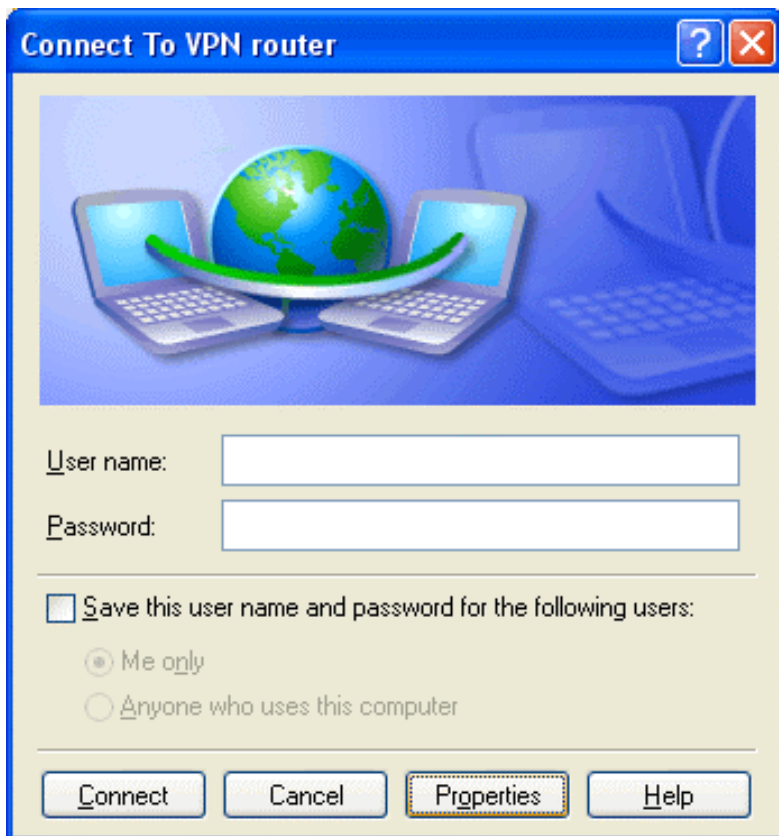 Connect To VPN router
User name:
Password:
Save this user name and password for the following users:
Me only
Anyone who uses this computer
Connect Cancel Properties Help